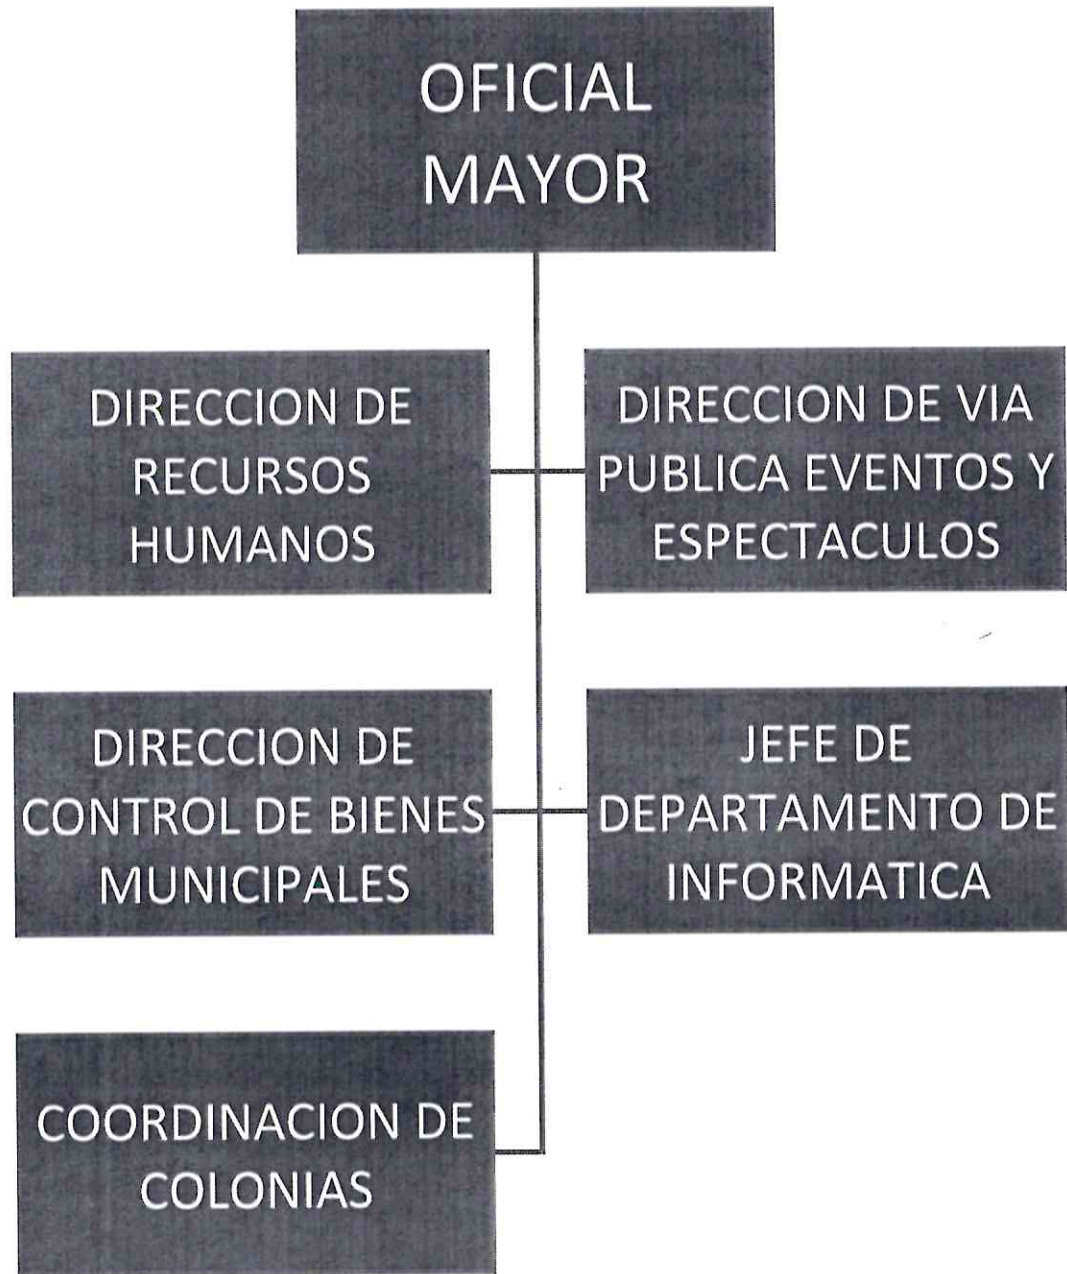 OFICIAL
MAYOR
DIRECCION DE
RECURSOS
HUMANOS
DIRECCION DE VIA
PUBLICA EVENTOS Y
ESPECTACULOS
DIRECCION DE
CONTROL DE BIENES
MUNICIPALES
JEFE DE
DEPARTAMENTO DE
INFORMATICA
COORDINACION DE
COLONIAS